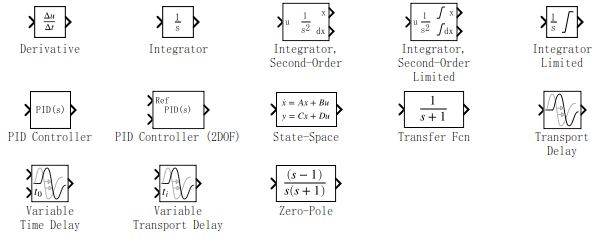 Δu
Δt
Derivative
1
s
Integrator
u
1
s²
x
dx
Integrator,
Second-Order
u
1
s²
∫x
∫dx
Integrator,
Second-Order
Limited
1
s
∫
Integrator
Limited
PID(s)
PID Controller
Ref
PID(s)
PID Controller (2DOF)
ẋ = Ax + Bu
y = Cx + Du
State-Space
1
s + 1
Transfer Fcn
Transport
Delay
t₀
Variable
Time Delay
tᵢ
Variable
Transport Delay
(s − 1)
s(s + 1)
Zero-Pole